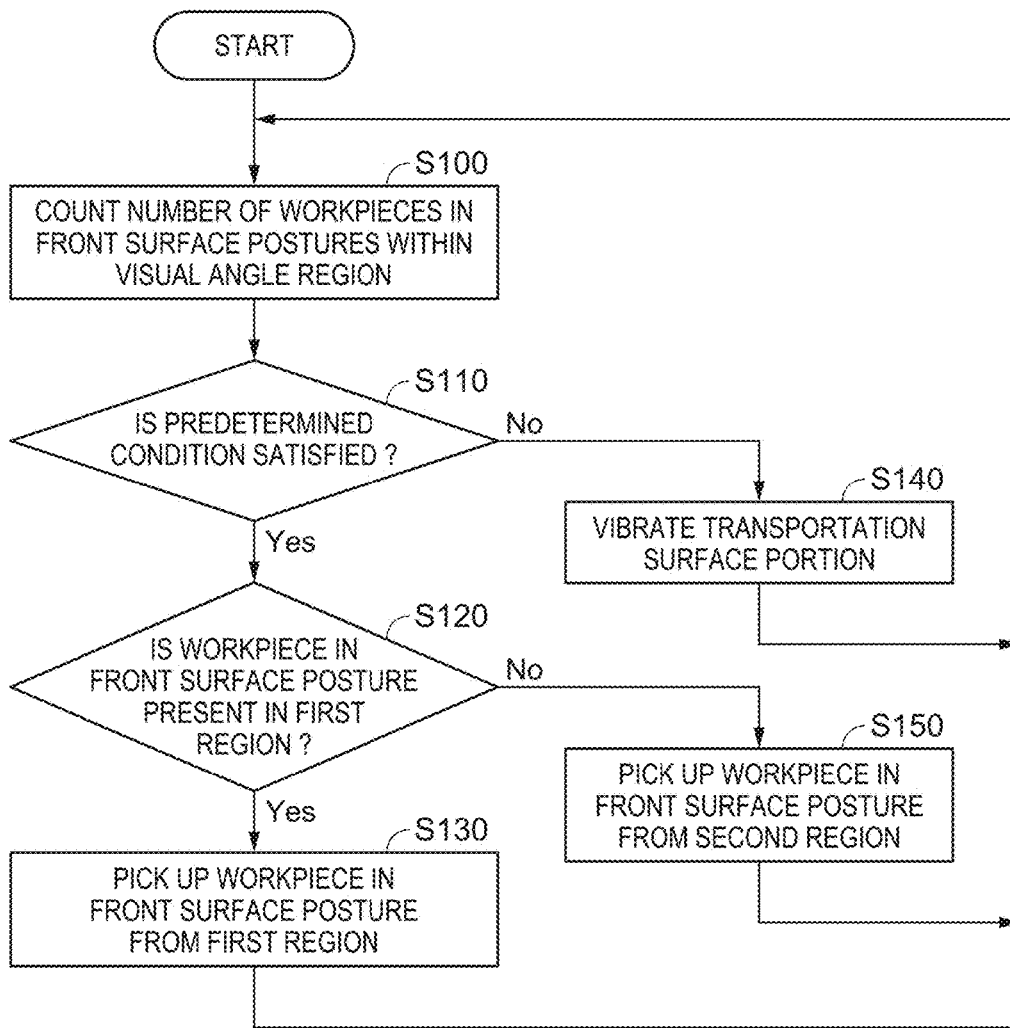 START
S100
COUNT NUMBER OF WORKPIECES IN
FRONT SURFACE POSTURES WITHIN
VISUAL ANGLE REGION
S110
IS PREDETERMINED
CONDITION SATISFIED ?
No
Yes
S140
VIBRATE TRANSPORTATION
SURFACE PORTION
S120
IS WORKPIECE IN
FRONT SURFACE POSTURE
PRESENT IN FIRST
REGION ?
No
Yes
S150
PICK UP WORKPIECE IN
FRONT SURFACE POSTURE
FROM SECOND REGION
S130
PICK UP WORKPIECE IN
FRONT SURFACE POSTURE
FROM FIRST REGION